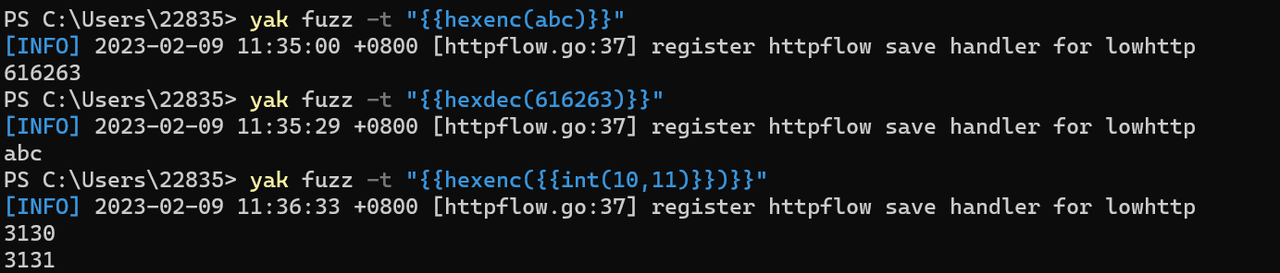 PS C:\Users\22835> yak fuzz -t "{{hexenc(abc)}}"
[INFO] 2023-02-09 11:35:00 +0800 [httpflow.go:37] register httpflow save handler for lowhttp
616263
PS C:\Users\22835> yak fuzz -t "{{hexdec(616263)}}"
[INFO] 2023-02-09 11:35:29 +0800 [httpflow.go:37] register httpflow save handler for lowhttp
abc
PS C:\Users\22835> yak fuzz -t "{{hexenc({{int(10,11)}})}}"
[INFO] 2023-02-09 11:36:33 +0800 [httpflow.go:37] register httpflow save handler for lowhttp
3130
3131